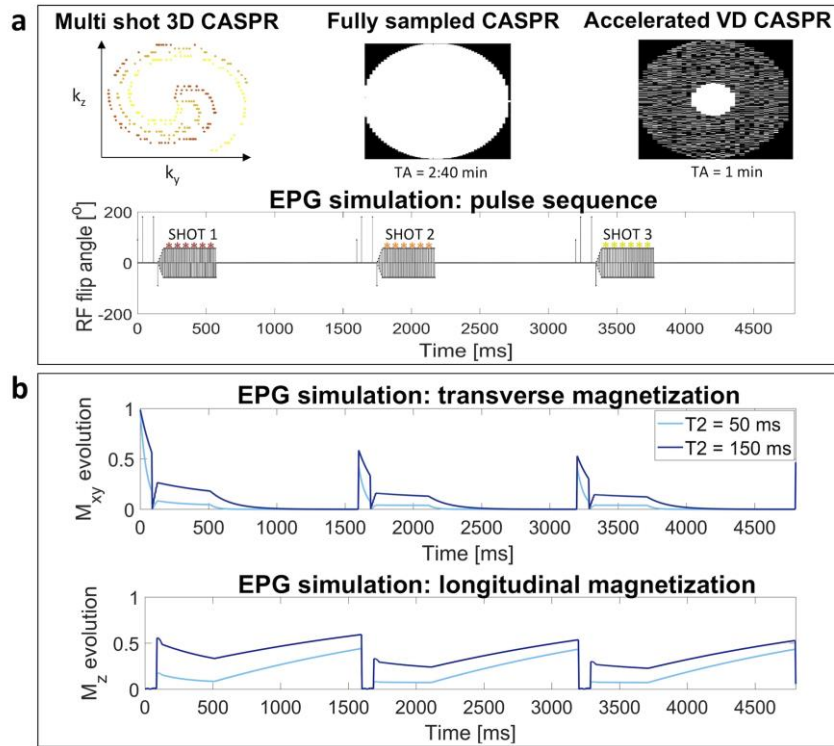 a
Multi shot 3D CASPR
Fully sampled CASPR
Accelerated VD CASPR
kz
ky
TA = 2:40 min
TA = 1 min
EPG simulation: pulse sequence
RF flip angle [°]
200
0
-200
SHOT 1
SHOT 2
SHOT 3
0 500 1000 1500 2000 2500 3000 3500 4000 4500
Time [ms]
b
EPG simulation: transverse magnetization
Mxy evolution
1
0.5
0
T2 = 50 ms
T2 = 150 ms
0 500 1000 1500 2000 2500 3000 3500 4000 4500
Time [ms]
EPG simulation: longitudinal magnetization
Mz evolution
1
0.5
0
0 500 1000 1500 2000 2500 3000 3500 4000 4500
Time [ms]